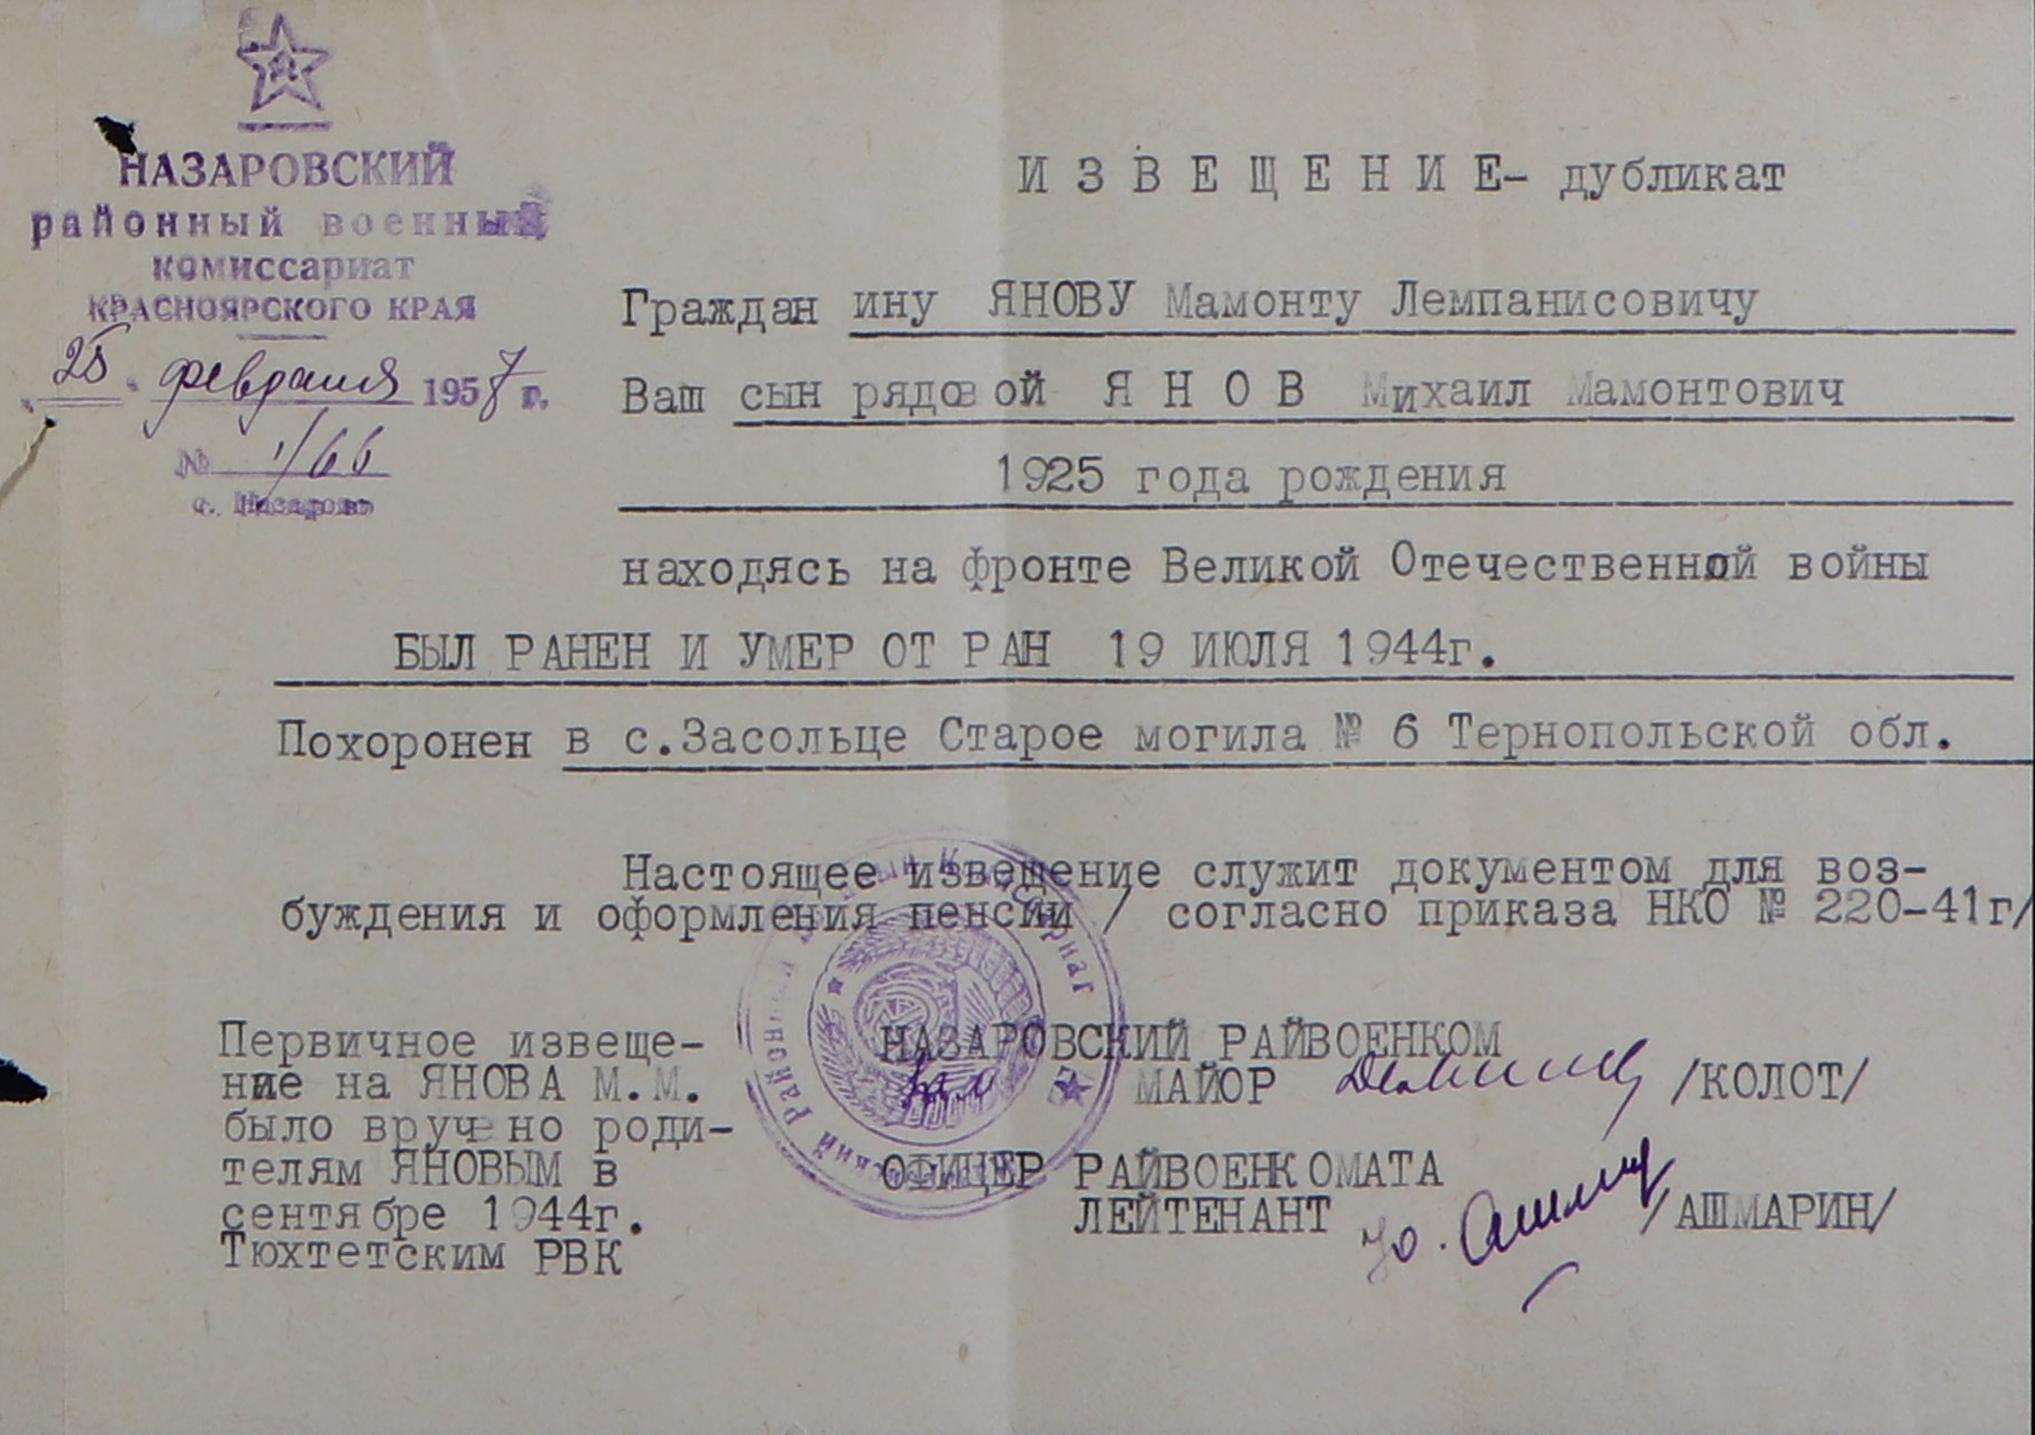 НАЗАРОВСКИЙ
районный военный
комиссариат
КРАСНОЯРСКОГО КРАЯ
25 февраля 1958 г.
№ 1/66
с. Назарово
ИЗВЕЩЕНИЕ- дубликат
Граждан ину ЯНОВУ Мамонту Лемпанисовичу
Ваш сын рядовой ЯНОВ Михаил Мамонтович
1925 года рождения
находясь на фронте Великой Отечественной войны
БЫЛ РАНЕН И УМЕР ОТ РАН 19 ИЮЛЯ 1944г.
Похоронен в с.Засольце Старое могила № 6 Тернопольской обл.
Настоящее извещение служит документом для воз-
буждения и оформления пенсии / согласно приказа НКО № 220-41г/
Первичное извеще-
ние на ЯНОВА М.М.
было вручено роди-
телям ЯНОВЫМ в
сентябре 1944г.
Тюхтетским РВК
НАЗАРОВСКИЙ РАЙВОЕНКОМ
МАЙОР /КОЛОТ/
ОФИЦЕР РАЙВОЕНКОМАТА
ЛЕЙТЕНАНТ /АШМАРИН/